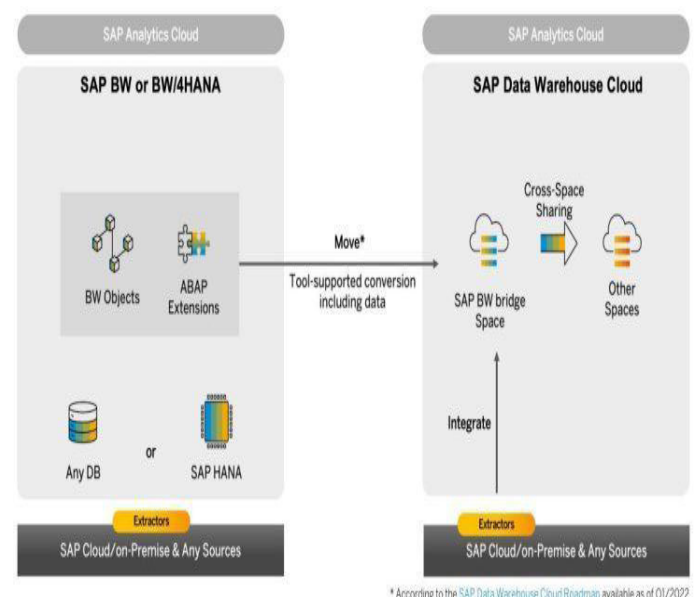 SAP Analytics Cloud
SAP BW or BW/4HANA
BW Objects
ABAP
Extensions
Any DB
or
SAP HANA
Extractors
SAP Cloud/on-Premise & Any Sources
Move*
Tool-supported conversion
including data
SAP Analytics Cloud
SAP Data Warehouse Cloud
Cross-Space
Sharing
SAP BW bridge
Space
Other
Spaces
Integrate
Extractors
SAP Cloud/on-Premise & Any Sources
* According to the SAP Data Warehouse Cloud Roadmap available as of Q1/2022